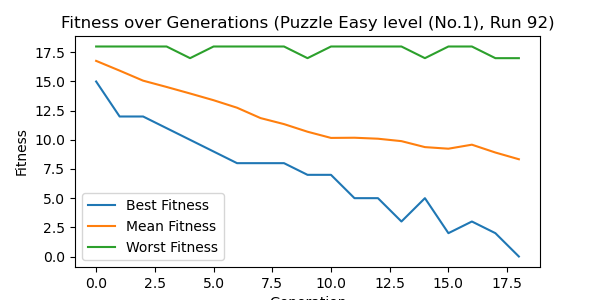 Fitness over Generations (Puzzle Easy level (No.1), Run 92)
Fitness
17.5
15.0
12.5
10.0
7.5
5.0
2.5
0.0
Best Fitness
Mean Fitness
Worst Fitness
0.0 2.5 5.0 7.5 10.0 12.5 15.0 17.5
Generation